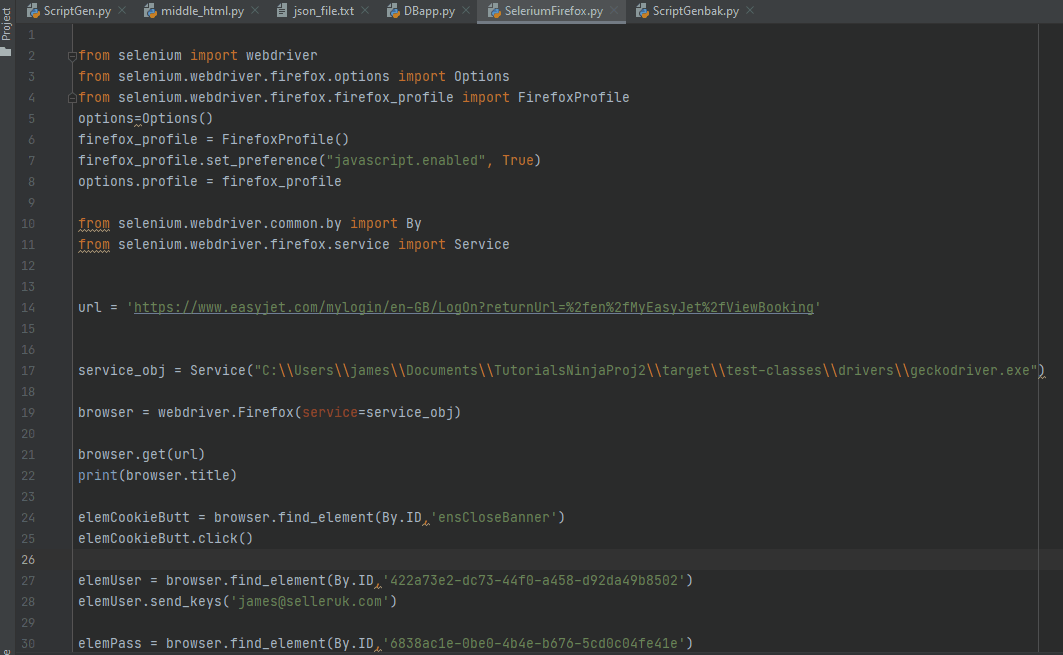 Project
ScriptGen.py middle_html.py json_file.txt DBapp.py SeleriumFirefox.py ScriptGenbak.py
1
2 from selenium import webdriver
3 from selenium.webdriver.firefox.options import Options
4 from selenium.webdriver.firefox.firefox_profile import FirefoxProfile
5 options=Options()
6 firefox_profile = FirefoxProfile()
7 firefox_profile.set_preference("javascript.enabled", True)
8 options.profile = firefox_profile
9
10 from selenium.webdriver.common.by import By
11 from selenium.webdriver.firefox.service import Service
12
13
14 url = 'https://www.easyjet.com/mylogin/en-GB/LogOn?returnUrl=%2fen%2fMyEasyJet%2fViewBooking'
15
16
17 service_obj = Service("C:\\Users\\james\\Documents\\TutorialsNinjaProj2\\target\\test-classes\\drivers\\geckodriver.exe")
18
19 browser = webdriver.Firefox(service=service_obj)
20
21 browser.get(url)
22 print(browser.title)
23
24 elemCookieButt = browser.find_element(By.ID,'ensCloseBanner')
25 elemCookieButt.click()
26
27 elemUser = browser.find_element(By.ID,'422a73e2-dc73-44f0-a458-d92da49b8502')
28 elemUser.send_keys('james@selleruk.com')
29
30 elemPass = browser.find_element(By.ID,'6838ac1e-0be0-4b4e-b676-5cd0c04fe41e')